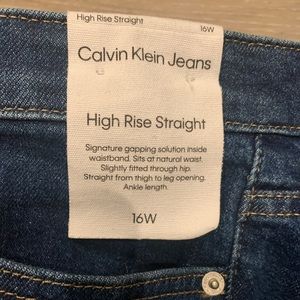 High Rise Straight
16W
Calvin Klein Jeans
High Rise Straight
Signature gapping solution inside
waistband. Sits at natural waist.
Slightly fitted through hip.
Straight from thigh to leg opening.
Ankle length.
16W